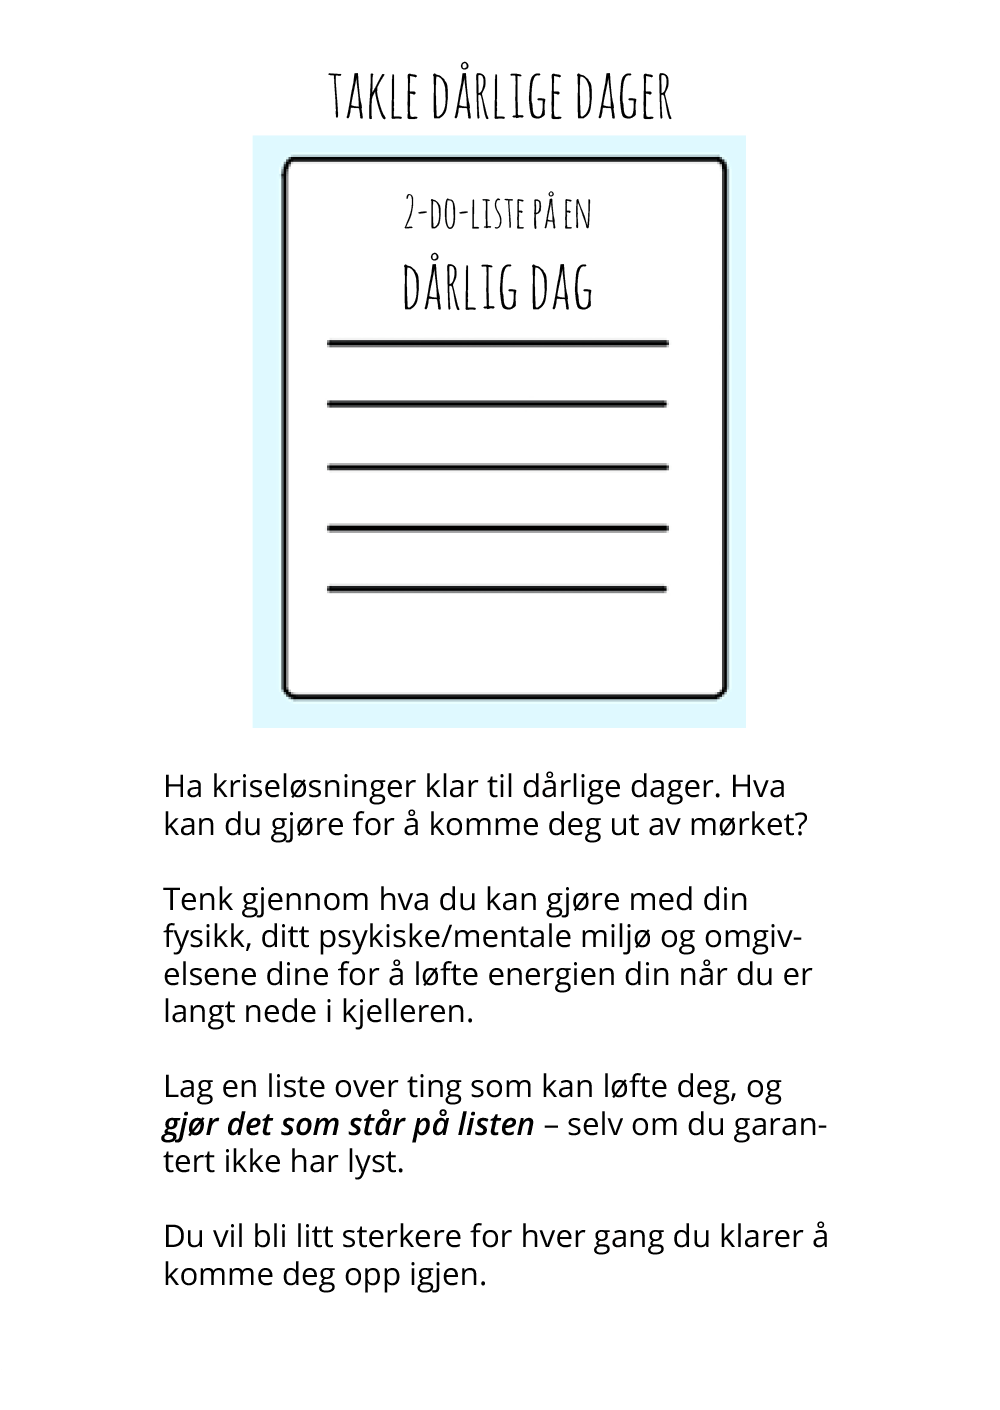 TAKLE DÅRLIGE DAGER
2-DO-LISTE PÅ EN
DÅRLIG DAG
Ha kriseløsninger klar til dårlige dager. Hva
kan du gjøre for å komme deg ut av mørket?
Tenk gjennom hva du kan gjøre med din
fysikk, ditt psykiske/mentale miljø og omgiv-
elsene dine for å løfte energien din når du er
langt nede i kjelleren.
Lag en liste over ting som kan løfte deg, og
gjør det som står på listen – selv om du garan-
tert ikke har lyst.
Du vil bli litt sterkere for hver gang du klarer å
komme deg opp igjen.